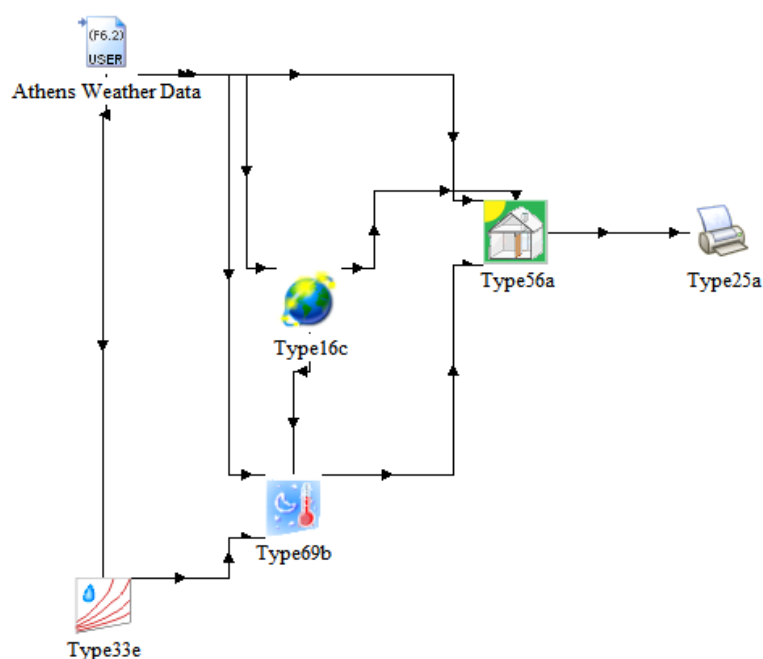 (F6.2)
USER
Athens Weather Data
Type56a
Type25a
Type16c
Type69b
Type33e